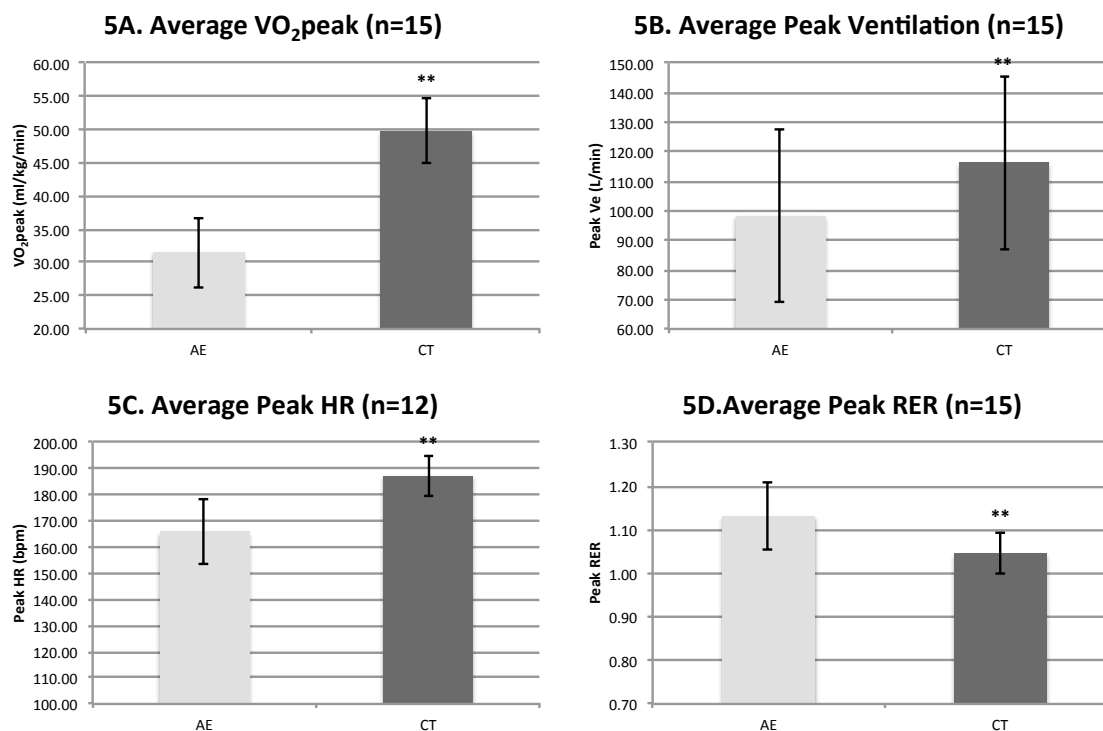 5A. Average VO₂peak (n=15)
VO₂peak (ml/kg/min)
60.00
55.00
50.00
45.00
40.00
35.00
30.00
25.00
20.00
**
AE
CT
5B. Average Peak Ventilation (n=15)
Peak Ve (L/min)
150.00
140.00
130.00
120.00
110.00
100.00
90.00
80.00
70.00
60.00
**
AE
CT
5C. Average Peak HR (n=12)
Peak HR (bpm)
200.00
190.00
180.00
170.00
160.00
150.00
140.00
130.00
120.00
110.00
100.00
**
AE
CT
5D.Average Peak RER (n=15)
Peak RER
1.30
1.20
1.10
1.00
0.90
0.80
0.70
**
AE
CT